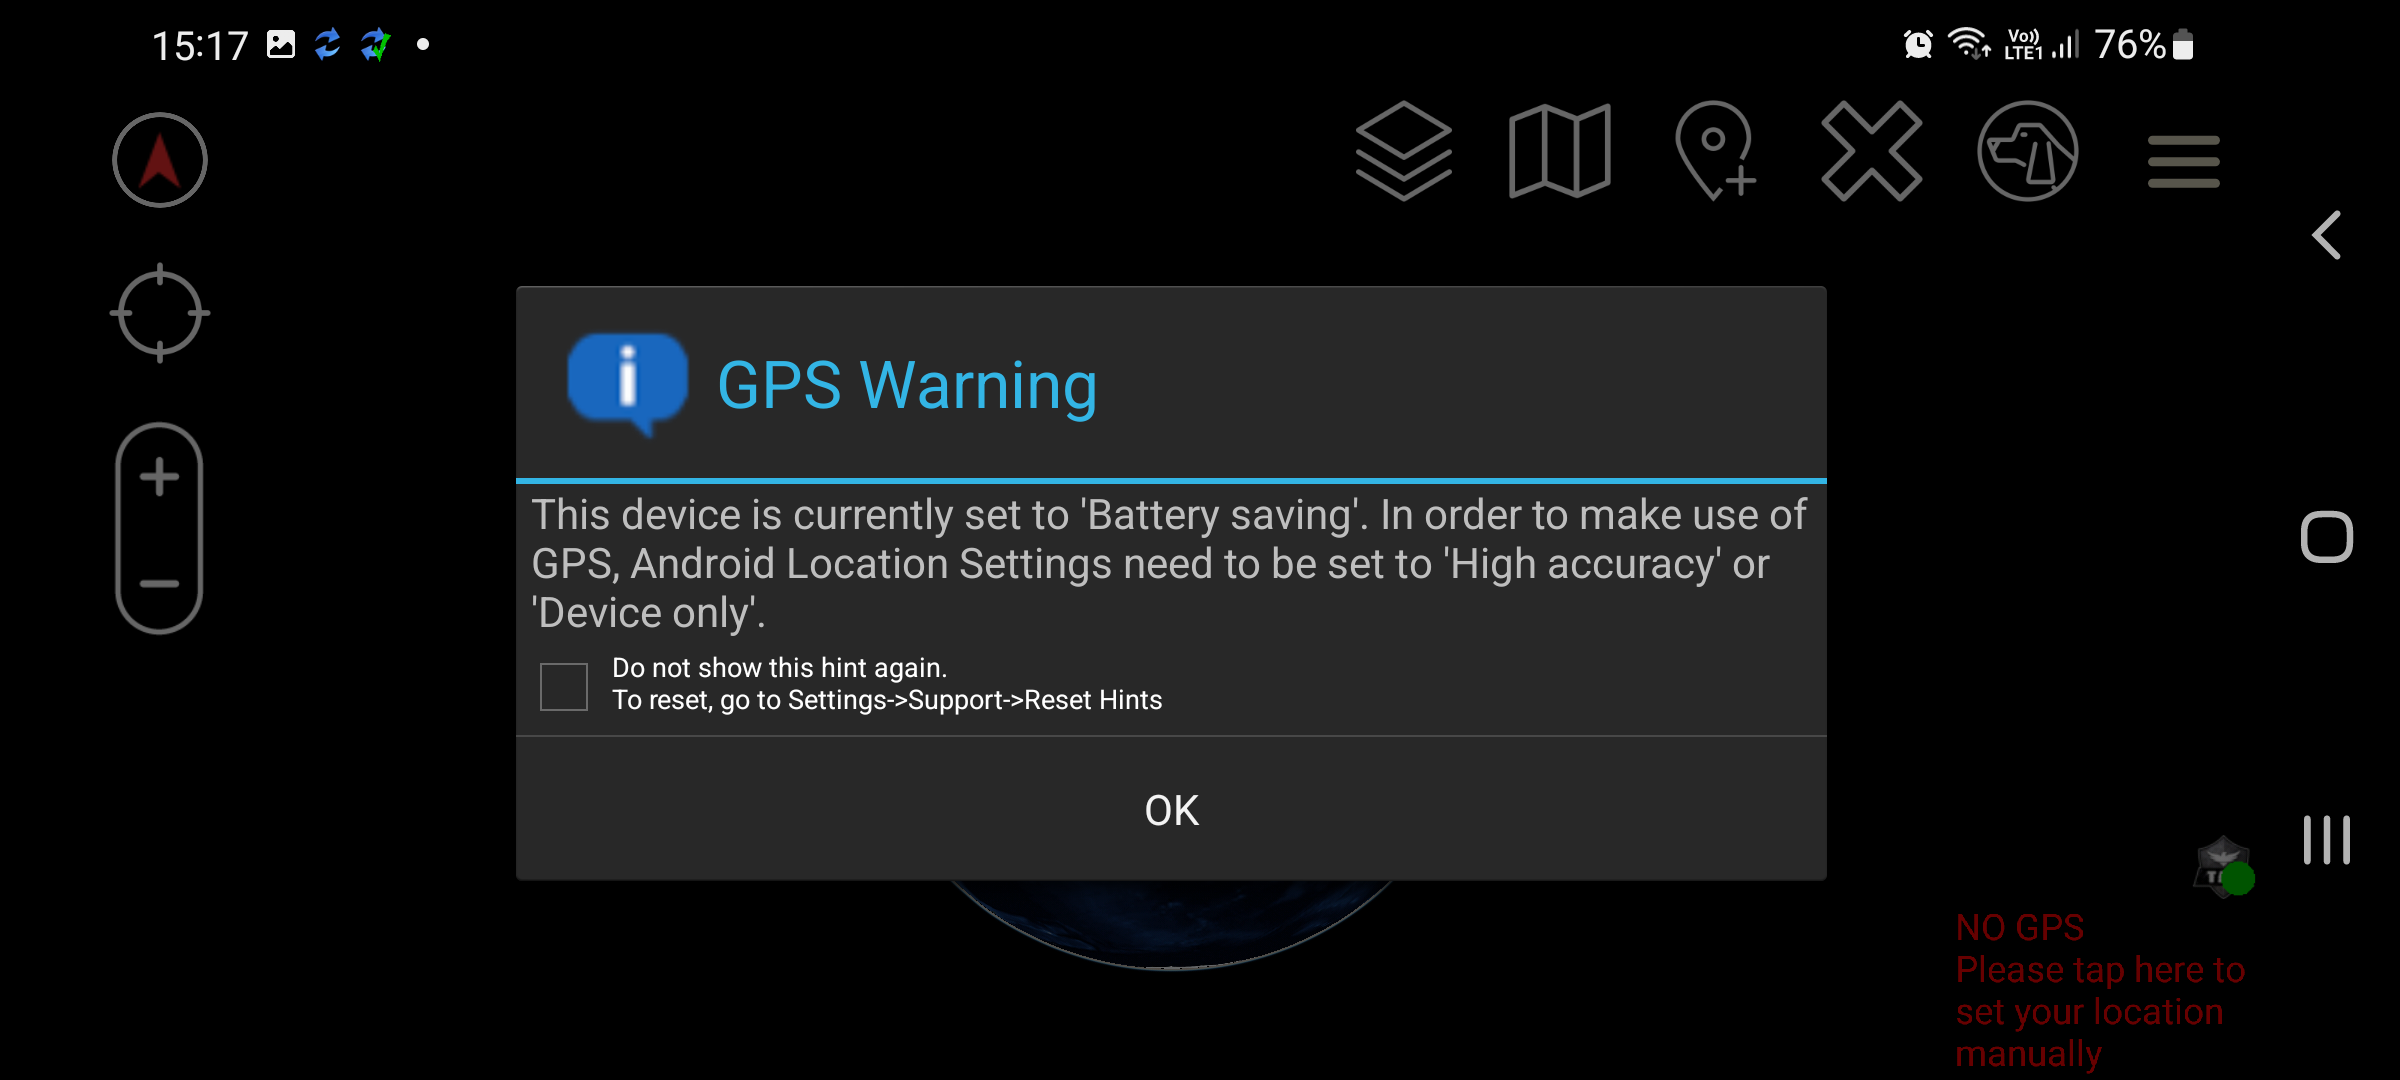 15:17
Vo)) LTE1 76%
GPS Warning
This device is currently set to 'Battery saving'. In order to make use of
GPS, Android Location Settings need to be set to 'High accuracy' or
'Device only'.
Do not show this hint again.
To reset, go to Settings->Support->Reset Hints
OK
NO GPS
Please tap here to
set your location
manually